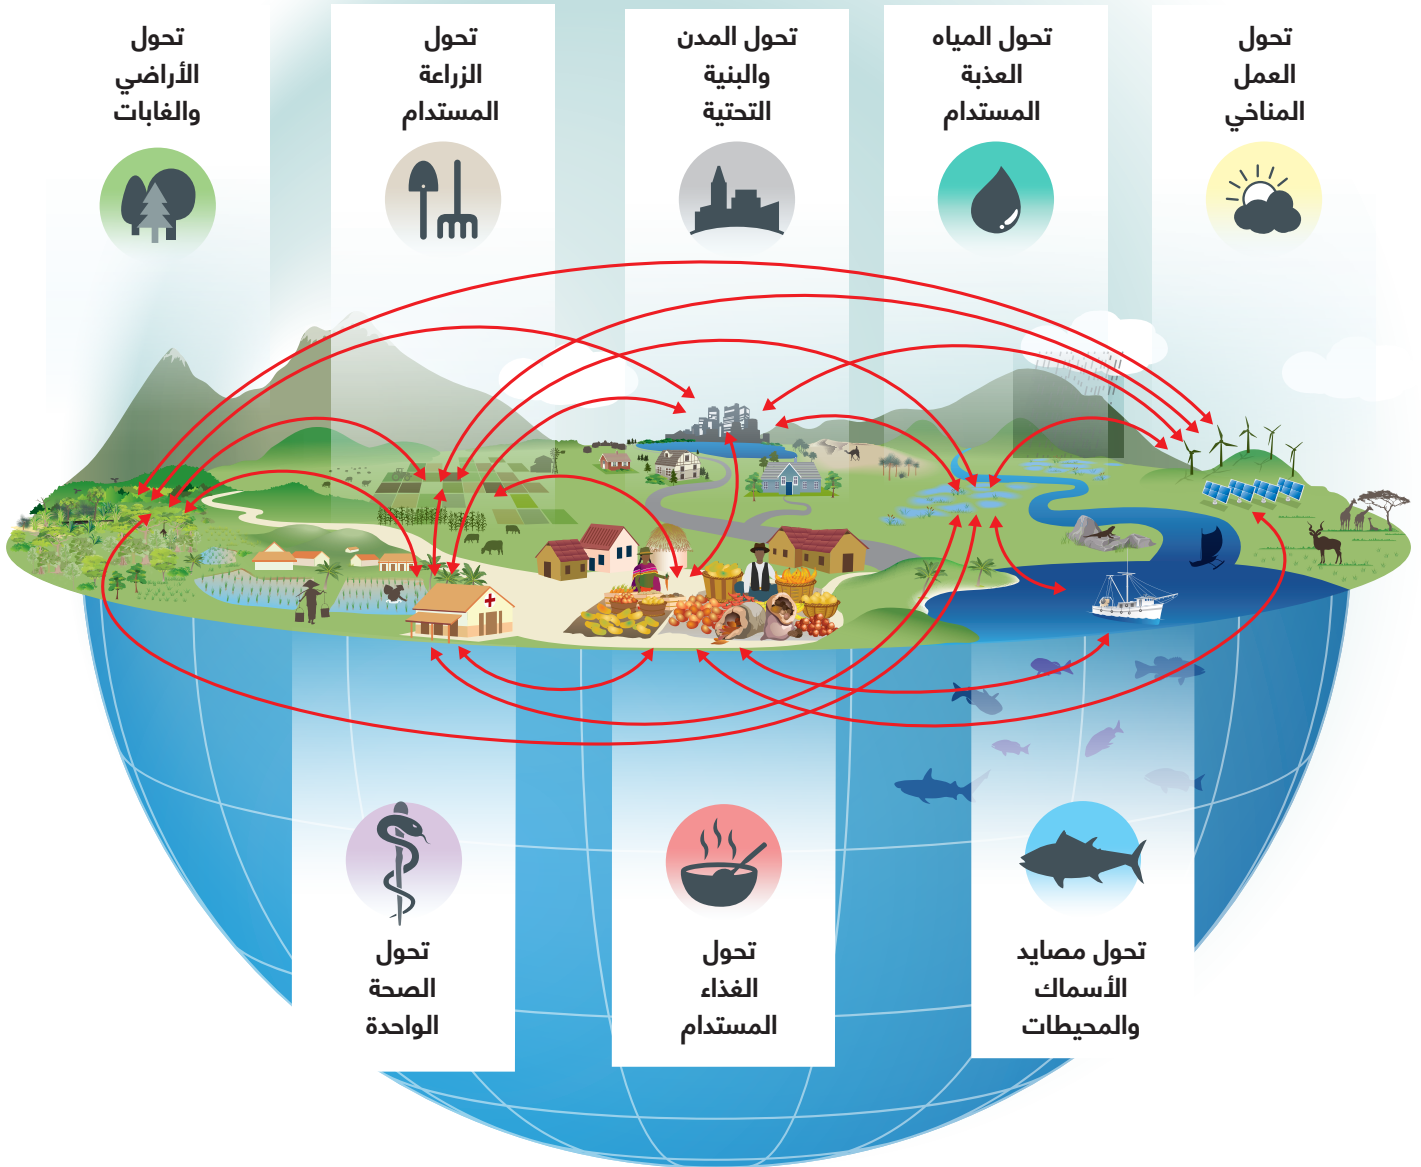 تحول
العمل
المناخي
تحول المياه
العذبة
المستدام
تحول المدن
والبنية
التحتية
تحول
الزراعة
المستدام
تحول
الأراضي
والغابات
تحول مصايد
الأسماك
والمحيطات
تحول
الغذاء
المستدام
تحول
الصحة
الواحدة